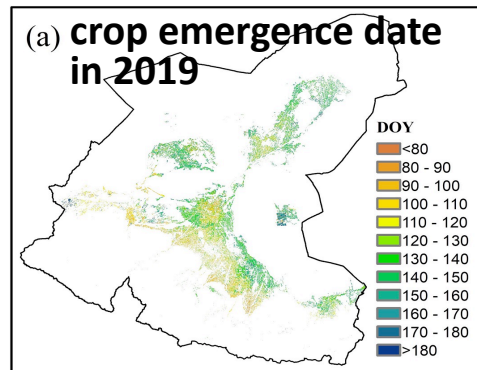 (a) crop emergence date
in 2019
DOY
<80
80 - 90
90 - 100
100 - 110
110 - 120
120 - 130
130 - 140
140 - 150
150 - 160
160 - 170
170 - 180
>180